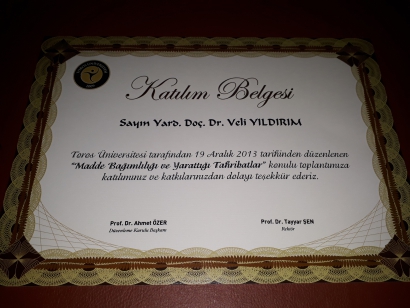 Katılım Belgesi
Sayın Yard. Doç. Dr. Veli YILDIRIM
Toros Üniversitesi tarafından 19 Aralık 2013 tarihinden düzenlenen
"Madde Bağımlılığı ve Yarattığı Tahribatlar" konulu toplantımıza
katılımınız ve katkılarınızdan dolayı teşekkür ederiz.
Prof. Dr. Ahmet ÖZER
Düzenleme Kurulu Başkanı
Prof. Dr. Tayyar ŞEN
Rektör